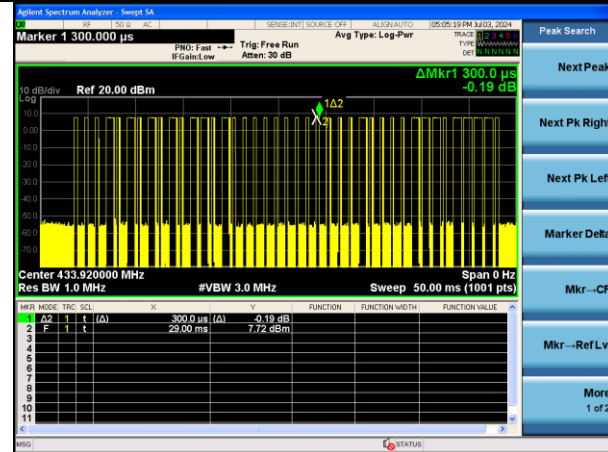 Agilent Spectrum Analyzer - Swept SA
RF 50 Ω AC SENSE:INT SOURCE OFF ALIGN AUTO 05:05:19 PM Jul 03, 2024
Marker 1 300.000 µs
PNO: Fast
IFGain:Low
Trig: Free Run
Atten: 30 dB
Avg Type: Log-Pwr
TRACE 1 2 3 4 5 6
TYPE
DET N N N N N N
Peak Search
ΔMkr1 300.0 µs
-0.19 dB
10 dB/div Ref 20.00 dBm
Log
10.0
0.00
-10.0
-20.0
-30.0
-40.0
-50.0
-60.0
-70.0
1Δ2
X2
Center 433.920000 MHz Span 0 Hz
Res BW 1.0 MHz #VBW 3.0 MHz Sweep 50.00 ms (1001 pts)
MKR MODE TRC SCL X Y FUNCTION FUNCTION WIDTH FUNCTION VALUE
1 Δ2 1 t (Δ) 300.0 µs (Δ) -0.19 dB
2 F 1 t 29.00 ms 7.72 dBm
3
4
5
6
7
8
9
10
11
MSG STATUS
Next Peak
Next Pk Right
Next Pk Left
Marker Delta
Mkr→CF
Mkr→Ref Lvl
More
1 of 2